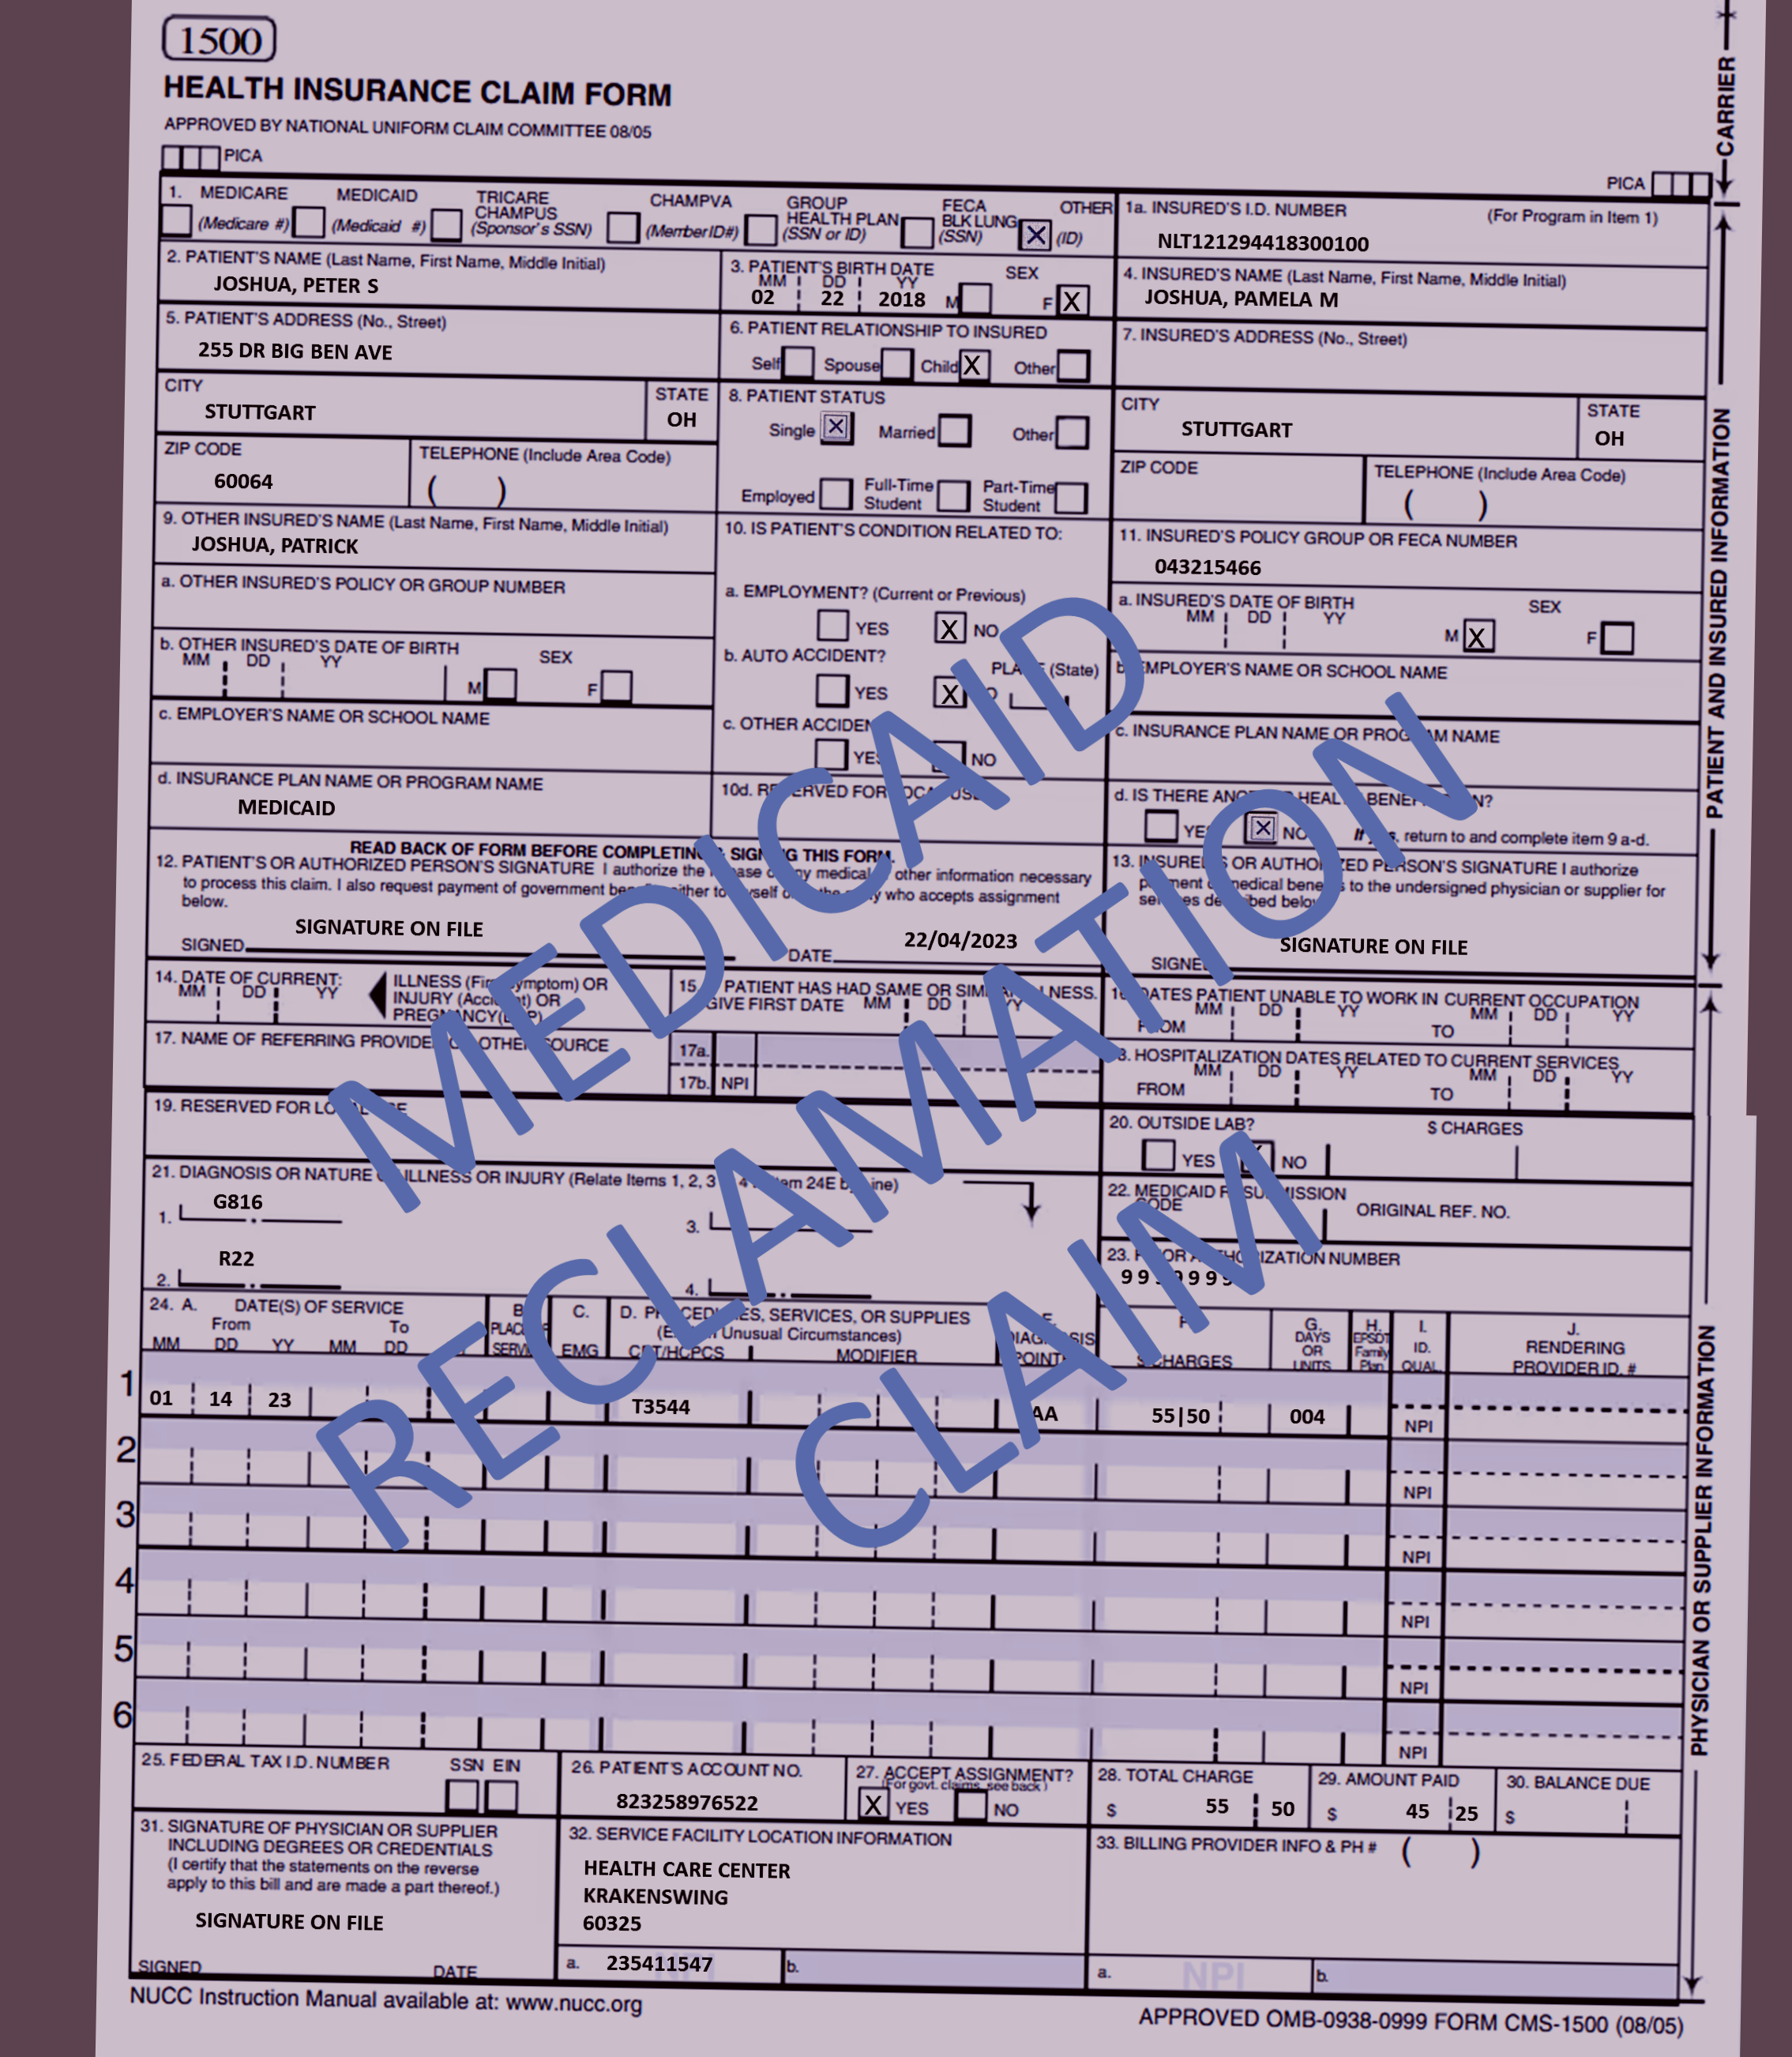 1500
HEALTH INSURANCE CLAIM FORM
APPROVED BY NATIONAL UNIFORM CLAIM COMMITTEE 08/05
PICA
PICA
CARRIER
1. MEDICARE MEDICAID TRICARE CHAMPUS CHAMPVA GROUP HEALTH PLAN FECA BLK LUNG OTHER
(Medicare #) (Medicaid #) (Sponsor's SSN) (Member ID#) (SSN or ID) (SSN) X (ID)
1a. INSURED'S I.D. NUMBER (For Program in Item 1)
NLT121294418300100
2. PATIENT'S NAME (Last Name, First Name, Middle Initial)
JOSHUA, PETER S
3. PATIENT'S BIRTH DATE SEX
MM DD YY
02 22 2018 M F X
4. INSURED'S NAME (Last Name, First Name, Middle Initial)
JOSHUA, PAMELA M
5. PATIENT'S ADDRESS (No., Street)
255 DR BIG BEN AVE
6. PATIENT RELATIONSHIP TO INSURED
Self Spouse Child X Other
7. INSURED'S ADDRESS (No., Street)
CITY STATE
STUTTGART OH
8. PATIENT STATUS
Single X Married Other
Employed Full-Time Student Part-Time Student
CITY STATE
STUTTGART OH
ZIP CODE TELEPHONE (Include Area Code)
60064 ( )
ZIP CODE TELEPHONE (Include Area Code)
( )
9. OTHER INSURED'S NAME (Last Name, First Name, Middle Initial)
JOSHUA, PATRICK
10. IS PATIENT'S CONDITION RELATED TO:
11. INSURED'S POLICY GROUP OR FECA NUMBER
043215466
a. OTHER INSURED'S POLICY OR GROUP NUMBER
a. EMPLOYMENT? (Current or Previous)
YES X NO
a. INSURED'S DATE OF BIRTH SEX
MM DD YY M X F
b. OTHER INSURED'S DATE OF BIRTH SEX
MM DD YY M F
b. AUTO ACCIDENT? PLACE (State)
YES X NO
b. EMPLOYER'S NAME OR SCHOOL NAME
c. EMPLOYER'S NAME OR SCHOOL NAME
c. OTHER ACCIDENT
YES NO
c. INSURANCE PLAN NAME OR PROGRAM NAME
d. INSURANCE PLAN NAME OR PROGRAM NAME
MEDICAID
10d. RESERVED FOR LOCAL USE
d. IS THERE ANOTHER HEALTH BENEFIT PLAN?
YES X NO If yes, return to and complete item 9 a-d.
READ BACK OF FORM BEFORE COMPLETING & SIGNING THIS FORM.
12. PATIENT'S OR AUTHORIZED PERSON'S SIGNATURE I authorize the release of any medical or other information necessary
to process this claim. I also request payment of government benefits either to myself or to the party who accepts assignment
below.
SIGNATURE ON FILE 22/04/2023
SIGNED DATE
13. INSURED'S OR AUTHORIZED PERSON'S SIGNATURE I authorize
payment of medical benefits to the undersigned physician or supplier for
services described below.
SIGNATURE ON FILE
SIGNED
PATIENT AND INSURED INFORMATION
14. DATE OF CURRENT:
MM DD YY
ILLNESS (First symptom) OR
INJURY (Accident) OR
PREGNANCY(LMP)
15. PATIENT HAS HAD SAME OR SIMILAR ILLNESS.
GIVE FIRST DATE MM DD YY
16. DATES PATIENT UNABLE TO WORK IN CURRENT OCCUPATION
MM DD YY MM DD YY
FROM TO
17. NAME OF REFERRING PROVIDER OR OTHER SOURCE
17a.
17b. NPI
18. HOSPITALIZATION DATES RELATED TO CURRENT SERVICES
MM DD YY MM DD YY
FROM TO
19. RESERVED FOR LOCAL USE
20. OUTSIDE LAB? $ CHARGES
YES NO
21. DIAGNOSIS OR NATURE OF ILLNESS OR INJURY (Relate Items 1, 2, 3 or 4 to Item 24E by Line)
G816
1. 3.
R22
2. 4.
22. MEDICAID RESUBMISSION
CODE ORIGINAL REF. NO.
23. PRIOR AUTHORIZATION NUMBER
24. A. DATE(S) OF SERVICE
From To
MM DD YY MM DD
B. PLACE OF SERVICE
C. EMG
D. PROCEDURES, SERVICES, OR SUPPLIES
(Explain Unusual Circumstances)
CPT/HCPCS MODIFIER
E. DIAGNOSIS POINTER
F. $ CHARGES
G. DAYS OR UNITS
H. EPSDT Family Plan
I. ID. QUAL.
J. RENDERING PROVIDER ID. #
1 01 14 23 T3544 AA 55|50 004 NPI
2 NPI
3 NPI
4 NPI
5 NPI
6 NPI
PHYSICIAN OR SUPPLIER INFORMATION
25. FEDERAL TAX I.D. NUMBER SSN EIN
26. PATIENT'S ACCOUNT NO.
823258976522
27. ACCEPT ASSIGNMENT?
(For govt. claims, see back)
X YES NO
28. TOTAL CHARGE
$ 55 50
29. AMOUNT PAID
$ 45 25
30. BALANCE DUE
$
31. SIGNATURE OF PHYSICIAN OR SUPPLIER
INCLUDING DEGREES OR CREDENTIALS
(I certify that the statements on the reverse
apply to this bill and are made a part thereof.)
SIGNATURE ON FILE
SIGNED DATE
32. SERVICE FACILITY LOCATION INFORMATION
HEALTH CARE CENTER
KRAKENSWING
60325
a. 235411547 NPI b.
33. BILLING PROVIDER INFO & PH # ( )
a. NPI b.
NUCC Instruction Manual available at: www.nucc.org
APPROVED OMB-0938-0999 FORM CMS-1500 (08/05)
MEDICAID
RECLAMATION
CLAIM